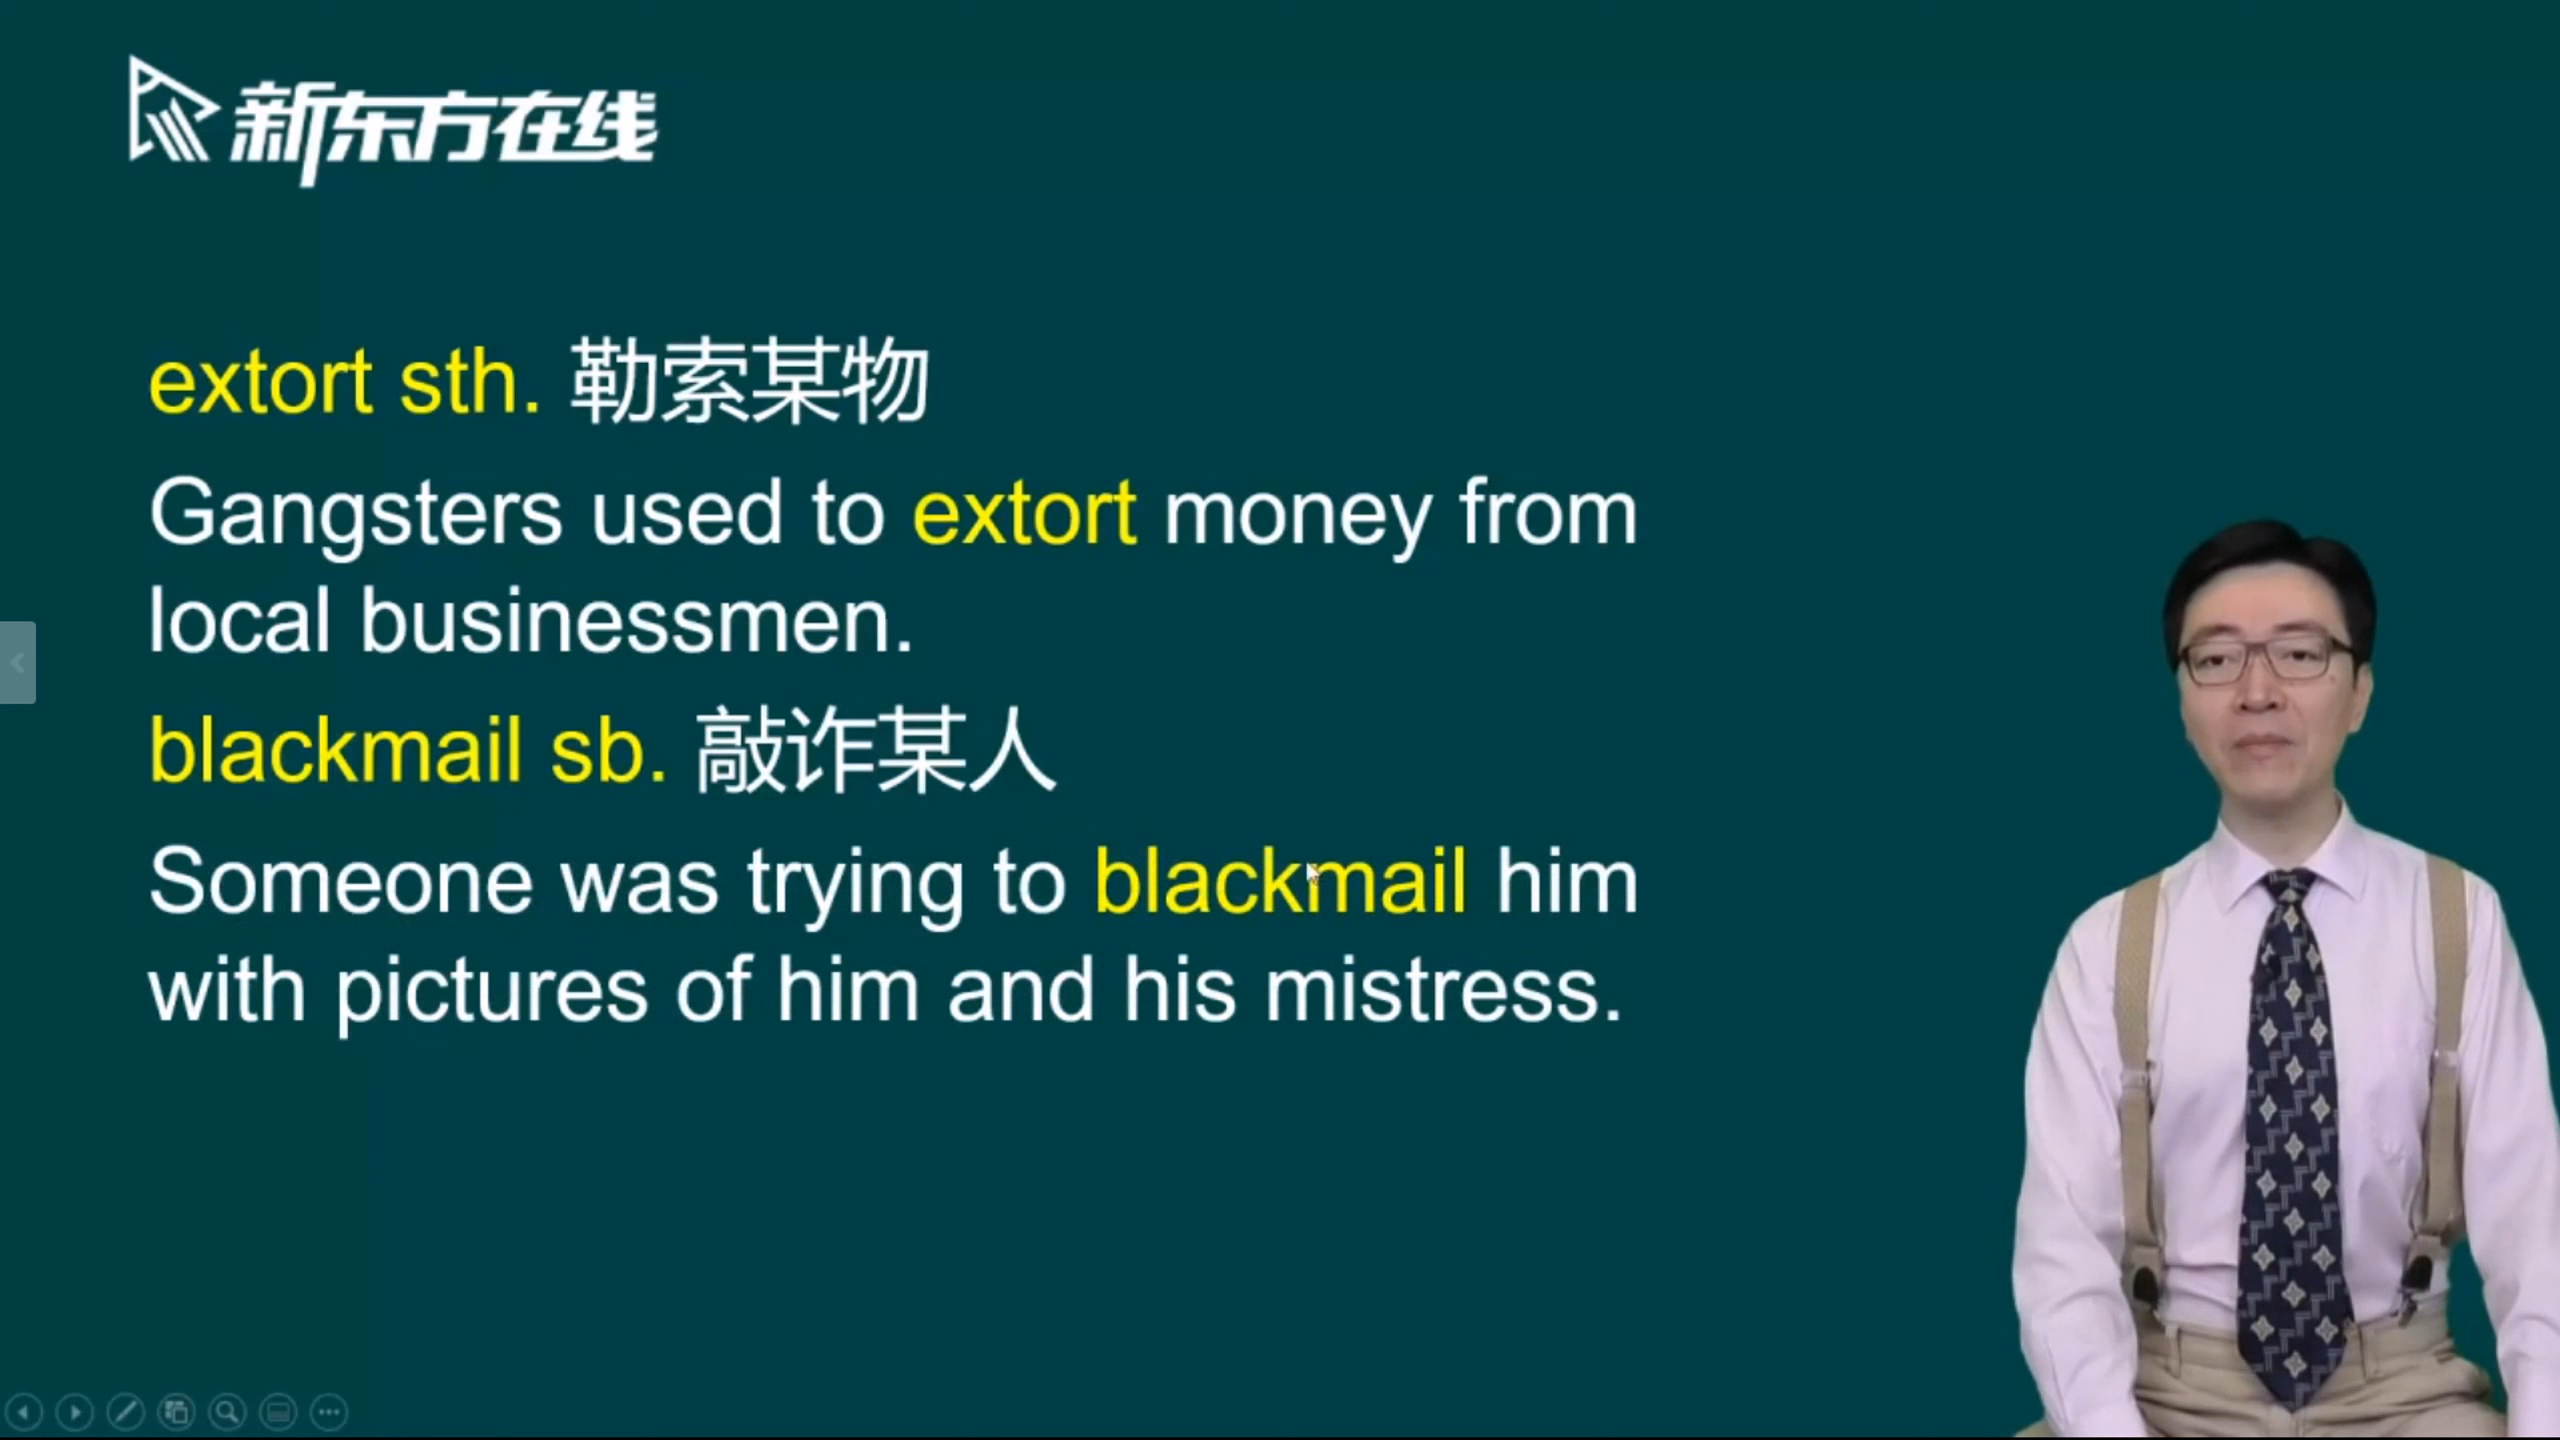 新东方在线
extort sth. 勒索某物
Gangsters used to extort money from
local businessmen.
blackmail sb. 敲诈某人
Someone was trying to blackmail him
with pictures of him and his mistress.